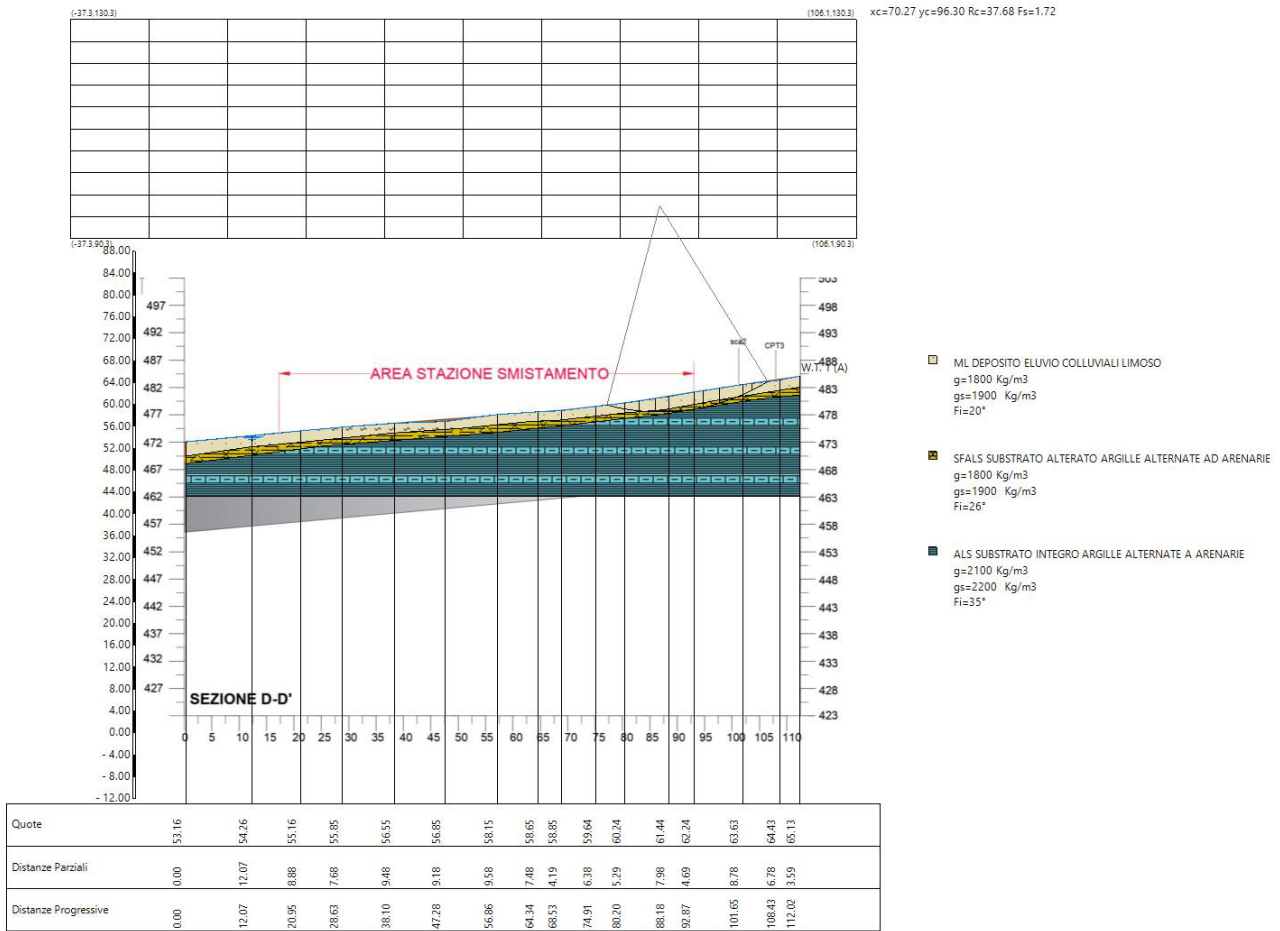 (-37.3,130.3)
(106.1,130.3)
xc=70.27 yc=96.30 Rc=37.68 Fs=1.72
(-37.3,90.3)
(106.1,90.3)
88.00
84.00
80.00
76.00
72.00
68.00
64.00
60.00
56.00
52.00
48.00
44.00
40.00
36.00
32.00
28.00
24.00
20.00
16.00
12.00
8.00
4.00
0.00
- 4.00
- 8.00
- 12.00
497
492
487
482
477
472
467
462
457
452
447
442
437
432
427
503
498
493
488
483
478
473
468
463
458
453
448
443
438
433
428
423
sca2
CPT3
W.T. 1 (A)
AREA STAZIONE SMISTAMENTO
SEZIONE D-D'
0 5 10 15 20 25 30 35 40 45 50 55 60 65 70 75 80 85 90 95 100 105 110
ML DEPOSITO ELUVIO COLLUVIALI LIMOSO
g=1800 Kg/m3
gs=1900 Kg/m3
Fi=20°
SFALS SUBSTRATO ALTERATO ARGILLE ALTERNATE AD ARENARIE
g=1800 Kg/m3
gs=1900 Kg/m3
Fi=26°
ALS SUBSTRATO INTEGRO ARGILLE ALTERNATE A ARENARIE
g=2100 Kg/m3
gs=2200 Kg/m3
Fi=35°
Quote 53.16 54.26 55.16 55.85 56.55 56.85 58.15 58.65 58.85 59.64 60.24 61.44 62.24 63.63 64.43 65.13
Distanze Parziali 0.00 12.07 8.88 7.68 9.48 9.18 9.58 7.48 4.19 6.38 5.29 7.98 4.69 8.78 6.78 3.59
Distanze Progressive 0.00 12.07 20.95 28.63 38.10 47.28 56.86 64.34 68.53 74.91 80.20 88.18 92.87 101.65 108.43 112.02